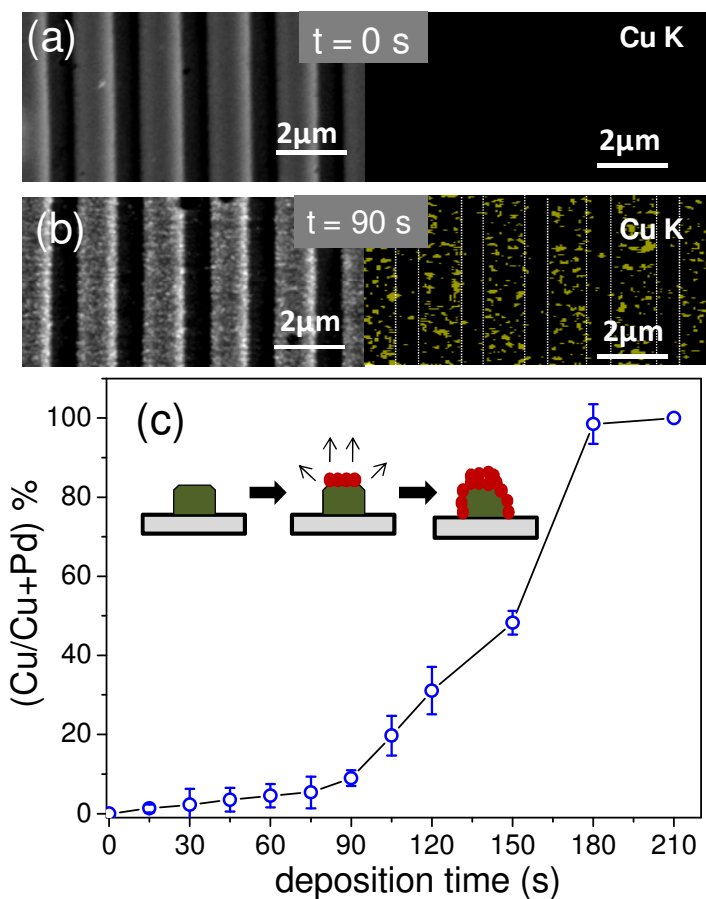 (a)
t = 0 s
Cu K
2μm
2μm
(b)
t = 90 s
Cu K
2μm
2μm
(c)
(Cu/Cu+Pd) %
100
80
60
40
20
0
0 30 60 90 120 150 180 210
deposition time (s)